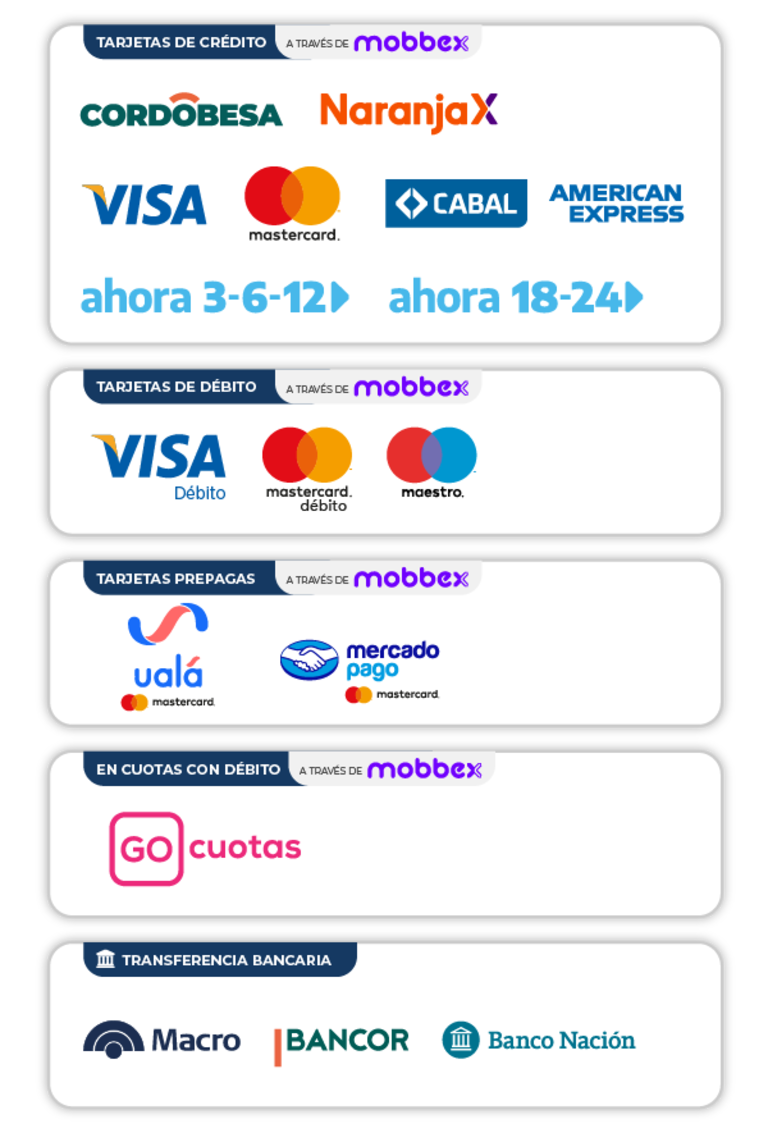 TARJETAS DE CRÉDITO A TRAVÉS DE mobbex
CORDOBESA NaranjaX
VISA mastercard. CABAL AMERICAN EXPRESS
ahora 3-6-12 ahora 18-24
TARJETAS DE DÉBITO A TRAVÉS DE mobbex
VISA Débito mastercard. débito maestro.
TARJETAS PREPAGAS A TRAVÉS DE mobbex
ualá mercado pago
mastercard. mastercard.
EN CUOTAS CON DÉBITO A TRAVÉS DE mobbex
GO cuotas
TRANSFERENCIA BANCARIA
Macro BANCOR Banco Nación